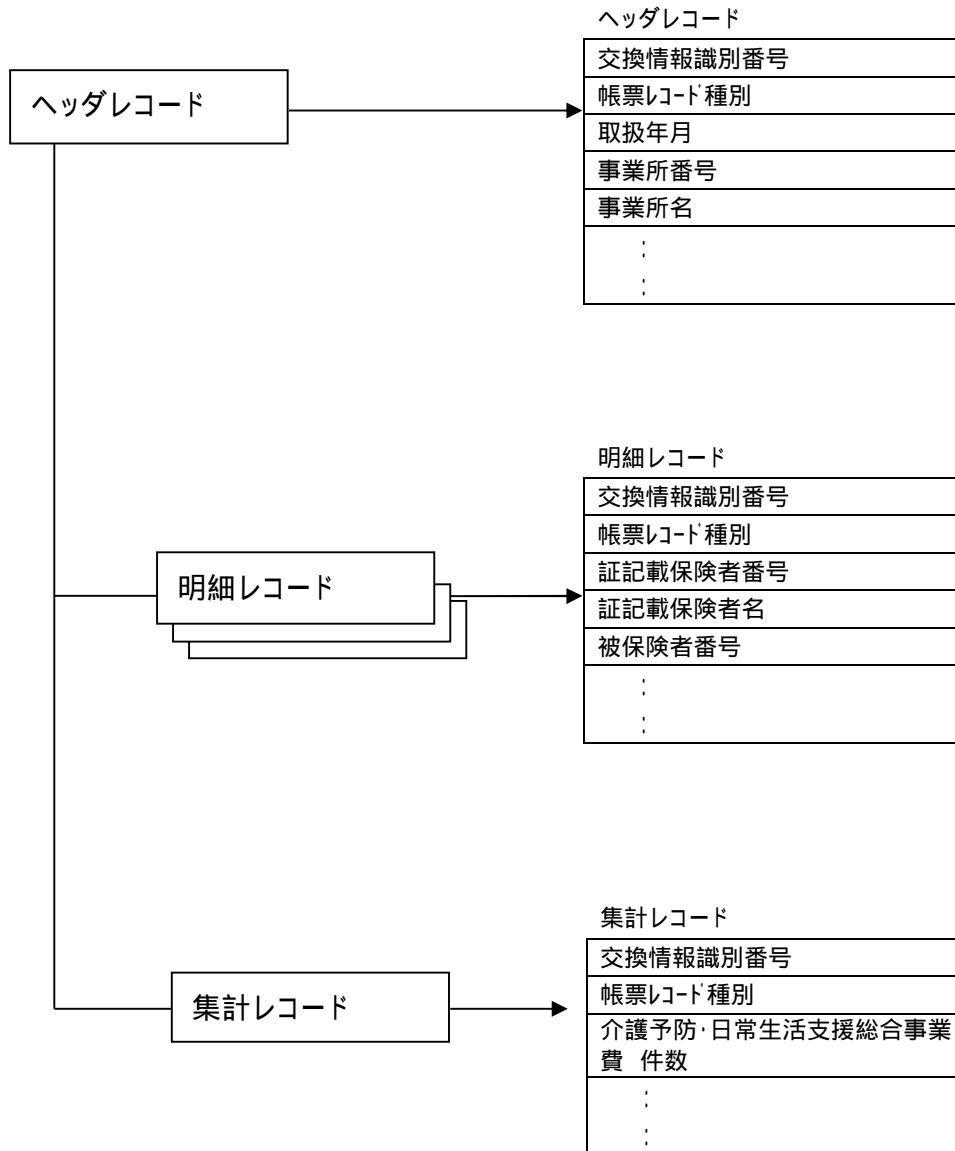 ヘッダレコード
ヘッダレコード
交換情報識別番号
帳票ﾚｺｰﾄﾞ種別
取扱年月
事業所番号
事業所名
:
:
明細レコード
明細レコード
交換情報識別番号
帳票ﾚｺｰﾄﾞ種別
証記載保険者番号
証記載保険者名
被保険者番号
:
:
集計レコード
集計レコード
交換情報識別番号
帳票ﾚｺｰﾄﾞ種別
介護予防･日常生活支援総合事業
費 件数
:
: